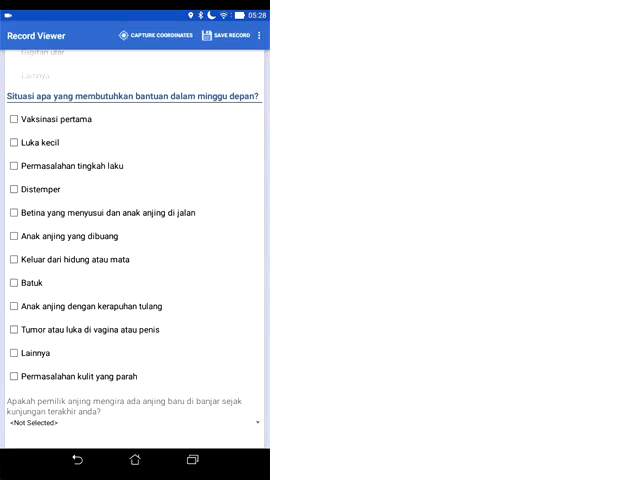 05:28
Record Viewer CAPTURE COORDINATES SAVE RECORD
Gigitan ular
Lainnya
Situasi apa yang membutuhkan bantuan dalam minggu depan?
Vaksinasi pertama
Luka kecil
Permasalahan tingkah laku
Distemper
Betina yang menyusui dan anak anjing di jalan
Anak anjing yang dibuang
Keluar dari hidung atau mata
Batuk
Anak anjing dengan kerapuhan tulang
Tumor atau luka di vagina atau penis
Lainnya
Permasalahan kulit yang parah
Apakah pemilik anjing mengira ada anjing baru di banjar sejak
kunjungan terakhir anda?
<Not Selected>